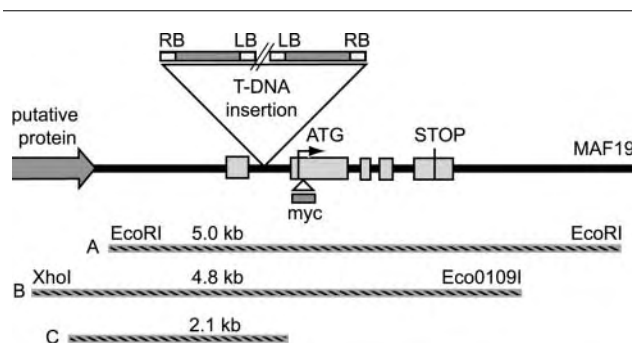 RB LB LB RB
T-DNA
insertion
putative
protein
ATG
STOP
MAF19
myc
EcoRI 5.0 kb EcoRI
A
XhoI 4.8 kb Eco0109I
B
2.1 kb
C